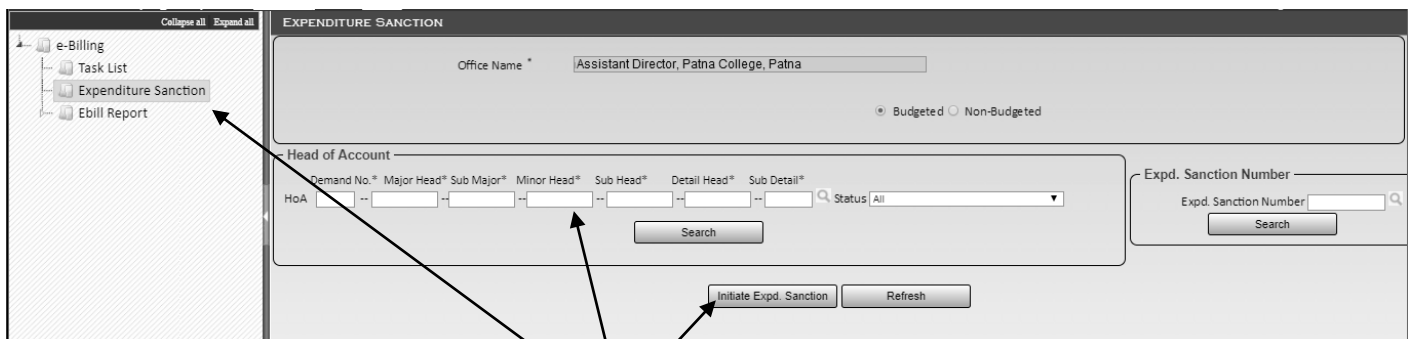 Collapse all Expand all
EXPENDITURE SANCTION
e-Billing
Task List
Expenditure Sanction
Ebill Report
Office Name * Assistant Director, Patna College, Patna
Budgeted Non-Budgeted
Head of Account
Demand No.* Major Head* Sub Major* Minor Head* Sub Head* Detail Head* Sub Detail*
HoA -- -- -- -- -- -- Status All
Search
Expd. Sanction Number
Expd. Sanction Number
Search
Initiate Expd. Sanction Refresh